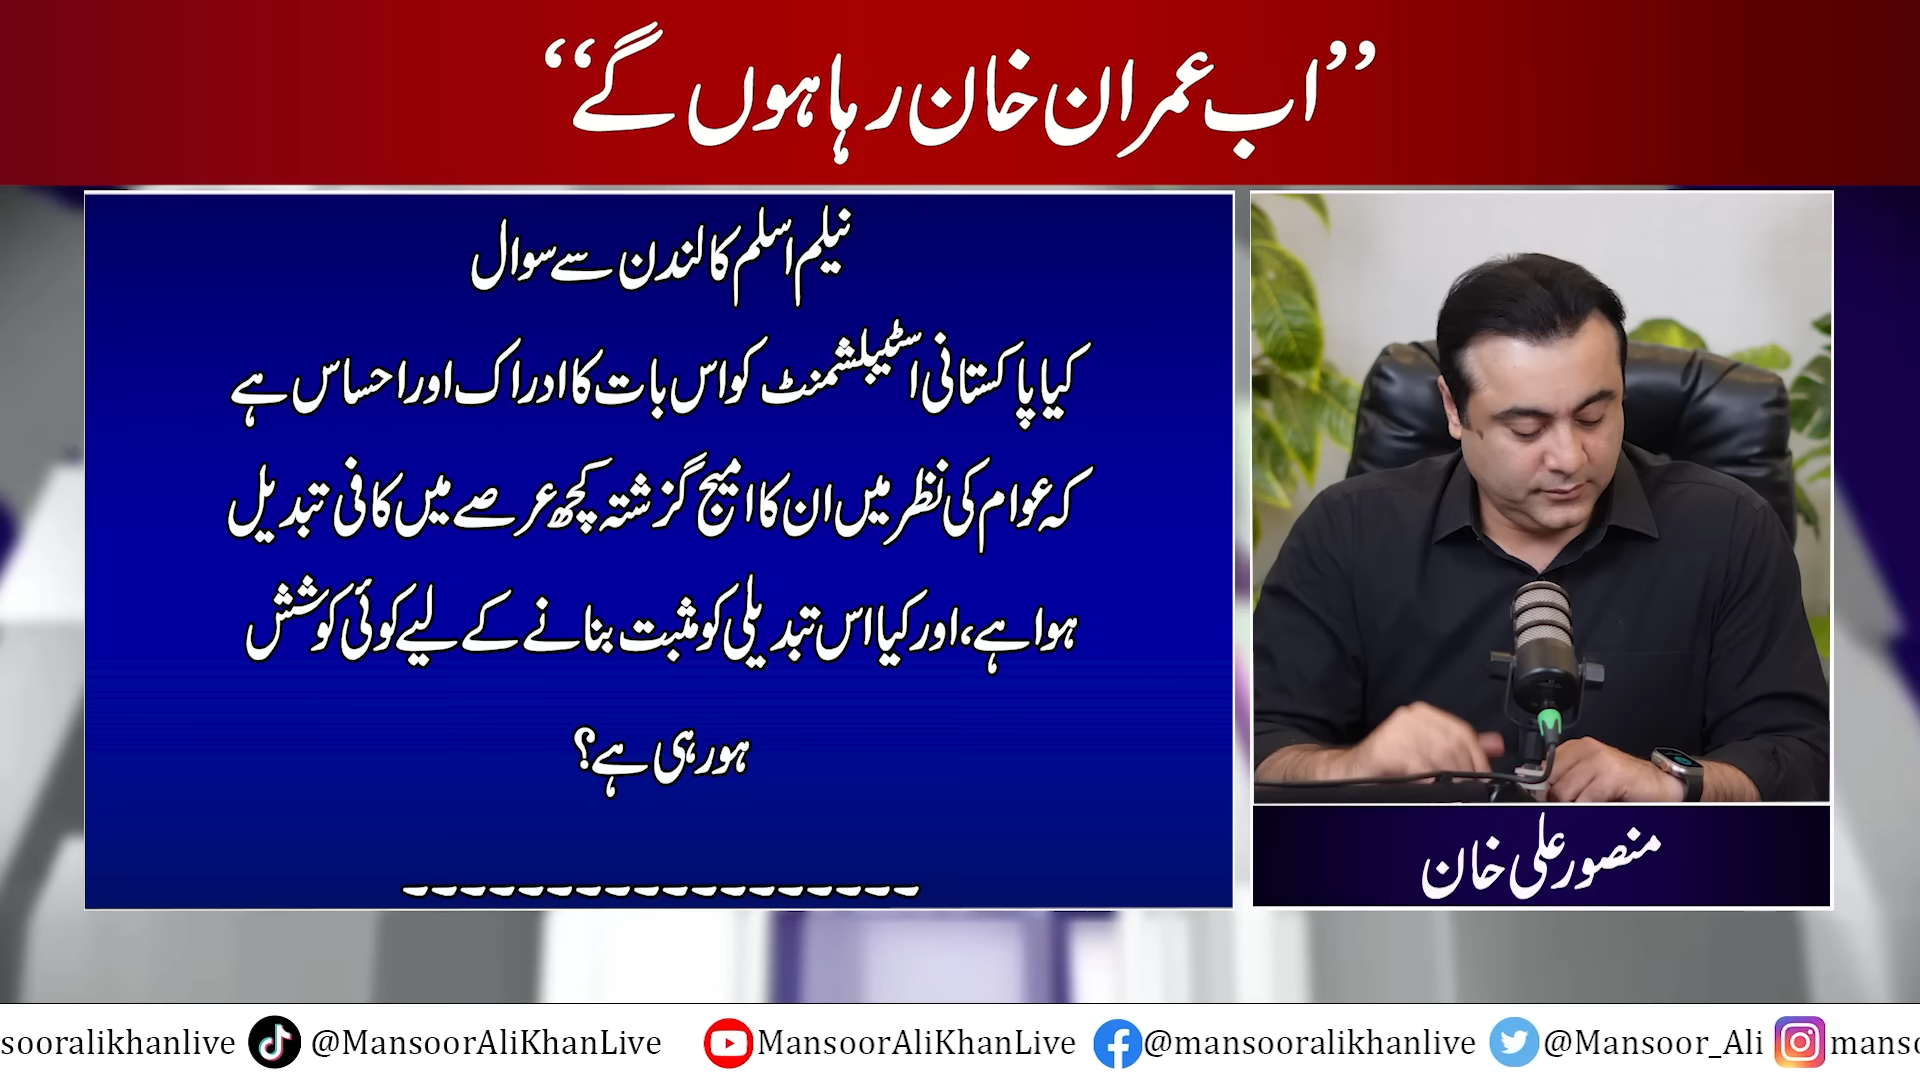 ’’اب عمران خان رہا ہوں گے‘‘
نیلم اسلم کا لندن سے سوال
کیا پاکستانی اسٹیبلشمنٹ کو اس بات کا ادراک اور احساس ہے
کہ عوام کی نظر میں ان کا امیج گزشتہ کچھ عرصے میں کافی تبدیل
ہوا ہے، اور کیا اس تبدیلی کو مثبت بنانے کے لیے کوئی کوشش
ہو رہی ہے؟
------------------
منصور علی خان
sooralikhanlive @MansoorAliKhanLive MansoorAliKhanLive @mansooralikhanlive @Mansoor_Ali manso